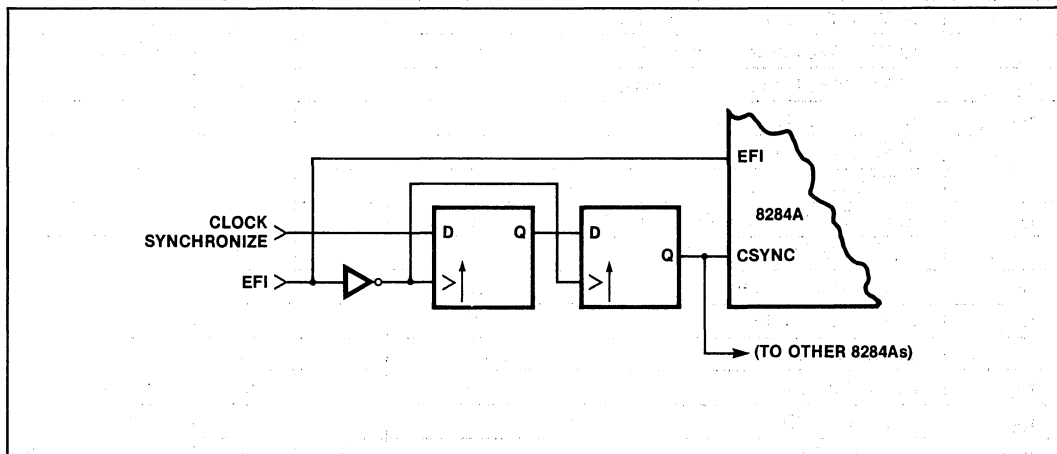 EFI
8284A
CLOCK
SYNCHRONIZE
D
Q
D
Q
CSYNC
EFI
(TO OTHER 8284As)